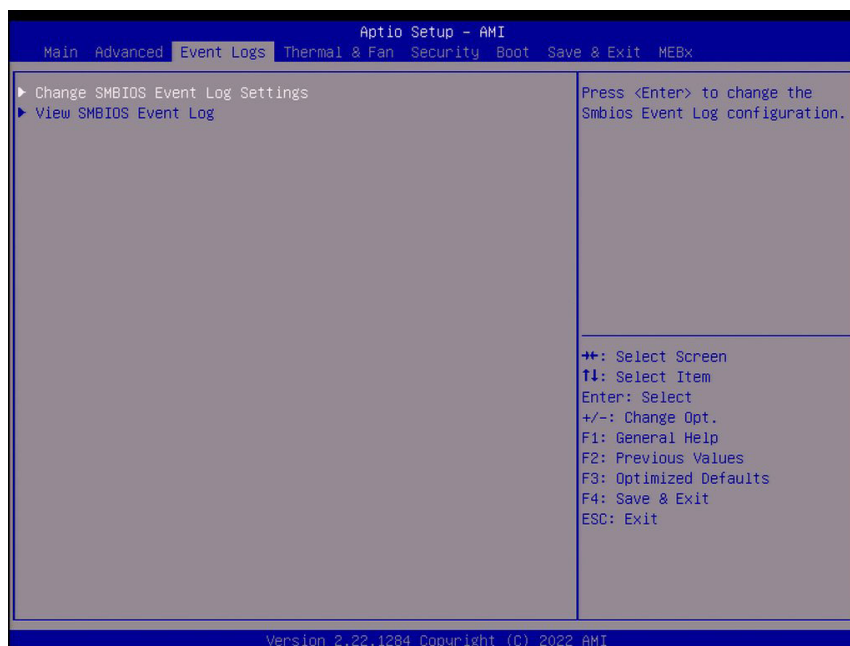 Aptio Setup – AMI
Main Advanced Event Logs Thermal & Fan Security Boot Save & Exit MEBx
▶ Change SMBIOS Event Log Settings
▶ View SMBIOS Event Log
Press <Enter> to change the
Smbios Event Log configuration.
→←: Select Screen
↑↓: Select Item
Enter: Select
+/-: Change Opt.
F1: General Help
F2: Previous Values
F3: Optimized Defaults
F4: Save & Exit
ESC: Exit
Version 2.22.1284 Copyright (C) 2022 AMI